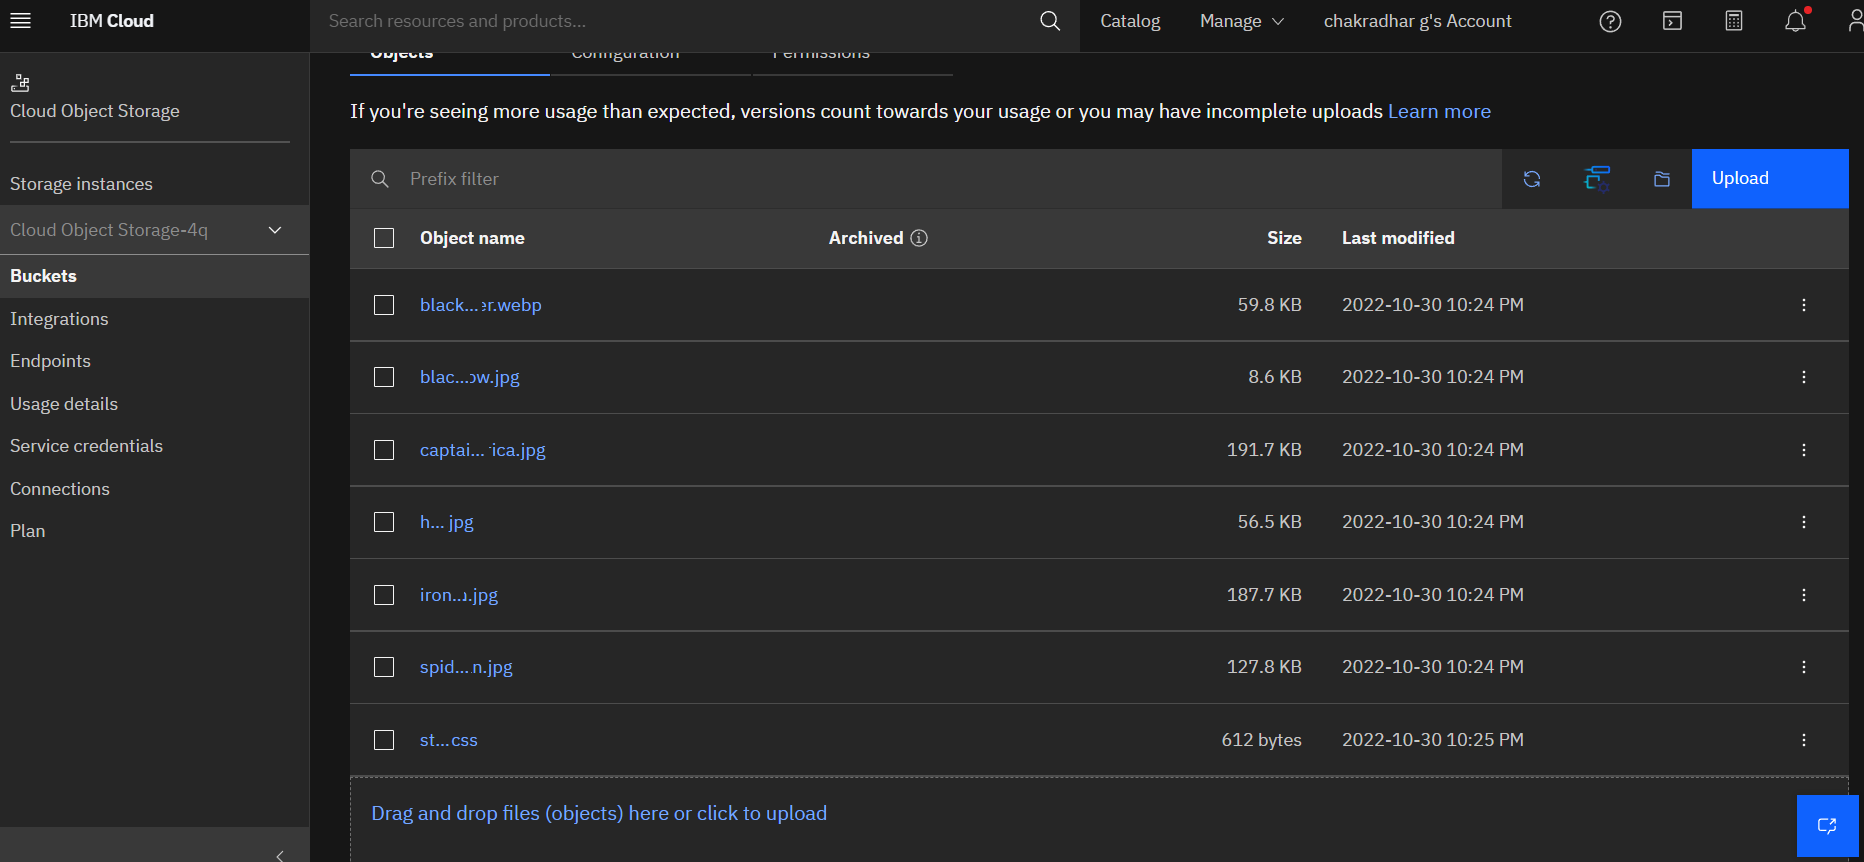 IBM Cloud
Search resources and products...
Catalog
Manage
chakradhar g's Account
Objects
Configuration
Permissions
Cloud Object Storage
Storage instances
Cloud Object Storage-4q
Buckets
Integrations
Endpoints
Usage details
Service credentials
Connections
Plan
If you're seeing more usage than expected, versions count towards your usage or you may have incomplete uploads Learn more
Prefix filter
Upload
Object name Archived Size Last modified
black...er.webp 59.8 KB 2022-10-30 10:24 PM
blac...ow.jpg 8.6 KB 2022-10-30 10:24 PM
captai...rica.jpg 191.7 KB 2022-10-30 10:24 PM
h... jpg 56.5 KB 2022-10-30 10:24 PM
iron...n.jpg 187.7 KB 2022-10-30 10:24 PM
spid...n.jpg 127.8 KB 2022-10-30 10:24 PM
st...css 612 bytes 2022-10-30 10:25 PM
Drag and drop files (objects) here or click to upload